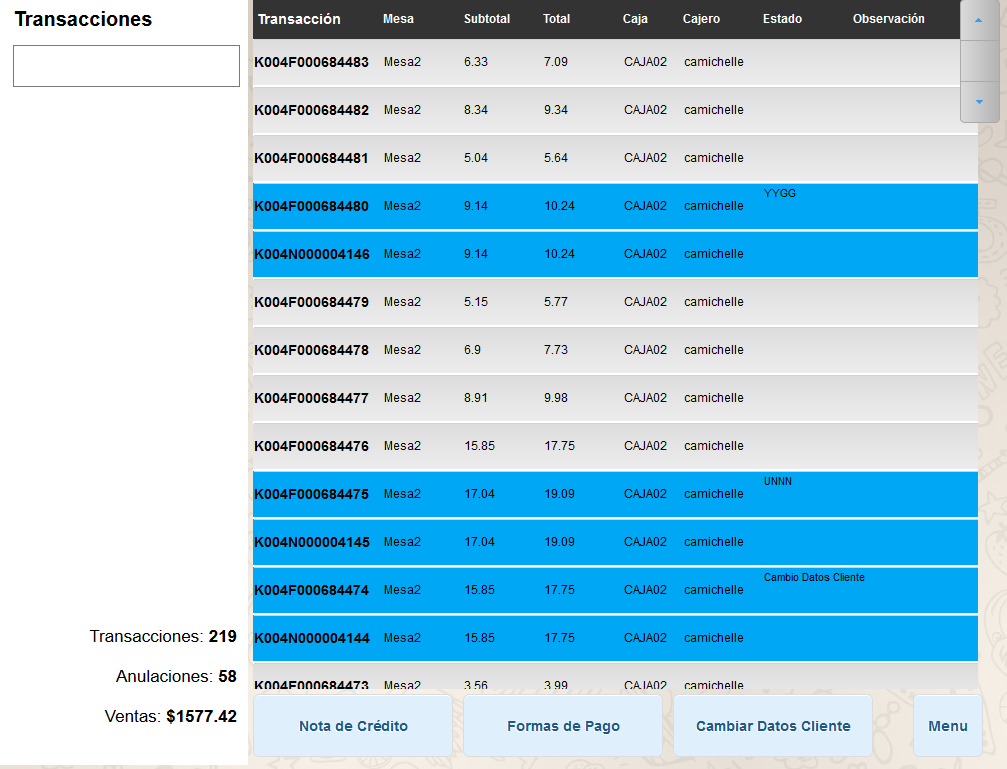 Transacciones
Transacción Mesa Subtotal Total Caja Cajero Estado Observación
K004F000684483 Mesa2 6.33 7.09 CAJA02 camichelle
K004F000684482 Mesa2 8.34 9.34 CAJA02 camichelle
K004F000684481 Mesa2 5.04 5.64 CAJA02 camichelle
K004F000684480 Mesa2 9.14 10.24 CAJA02 camichelle YYGG
K004N000004146 Mesa2 9.14 10.24 CAJA02 camichelle
K004F000684479 Mesa2 5.15 5.77 CAJA02 camichelle
K004F000684478 Mesa2 6.9 7.73 CAJA02 camichelle
K004F000684477 Mesa2 8.91 9.98 CAJA02 camichelle
K004F000684476 Mesa2 15.85 17.75 CAJA02 camichelle
K004F000684475 Mesa2 17.04 19.09 CAJA02 camichelle UNNN
K004N000004145 Mesa2 17.04 19.09 CAJA02 camichelle
K004F000684474 Mesa2 15.85 17.75 CAJA02 camichelle Cambio Datos Cliente
K004N000004144 Mesa2 15.85 17.75 CAJA02 camichelle
K004F000684473 Mesa2 3.56 3.99 CAJA02 camichelle
Transacciones: 219
Anulaciones: 58
Ventas: $1577.42
Nota de Crédito Formas de Pago Cambiar Datos Cliente Menu